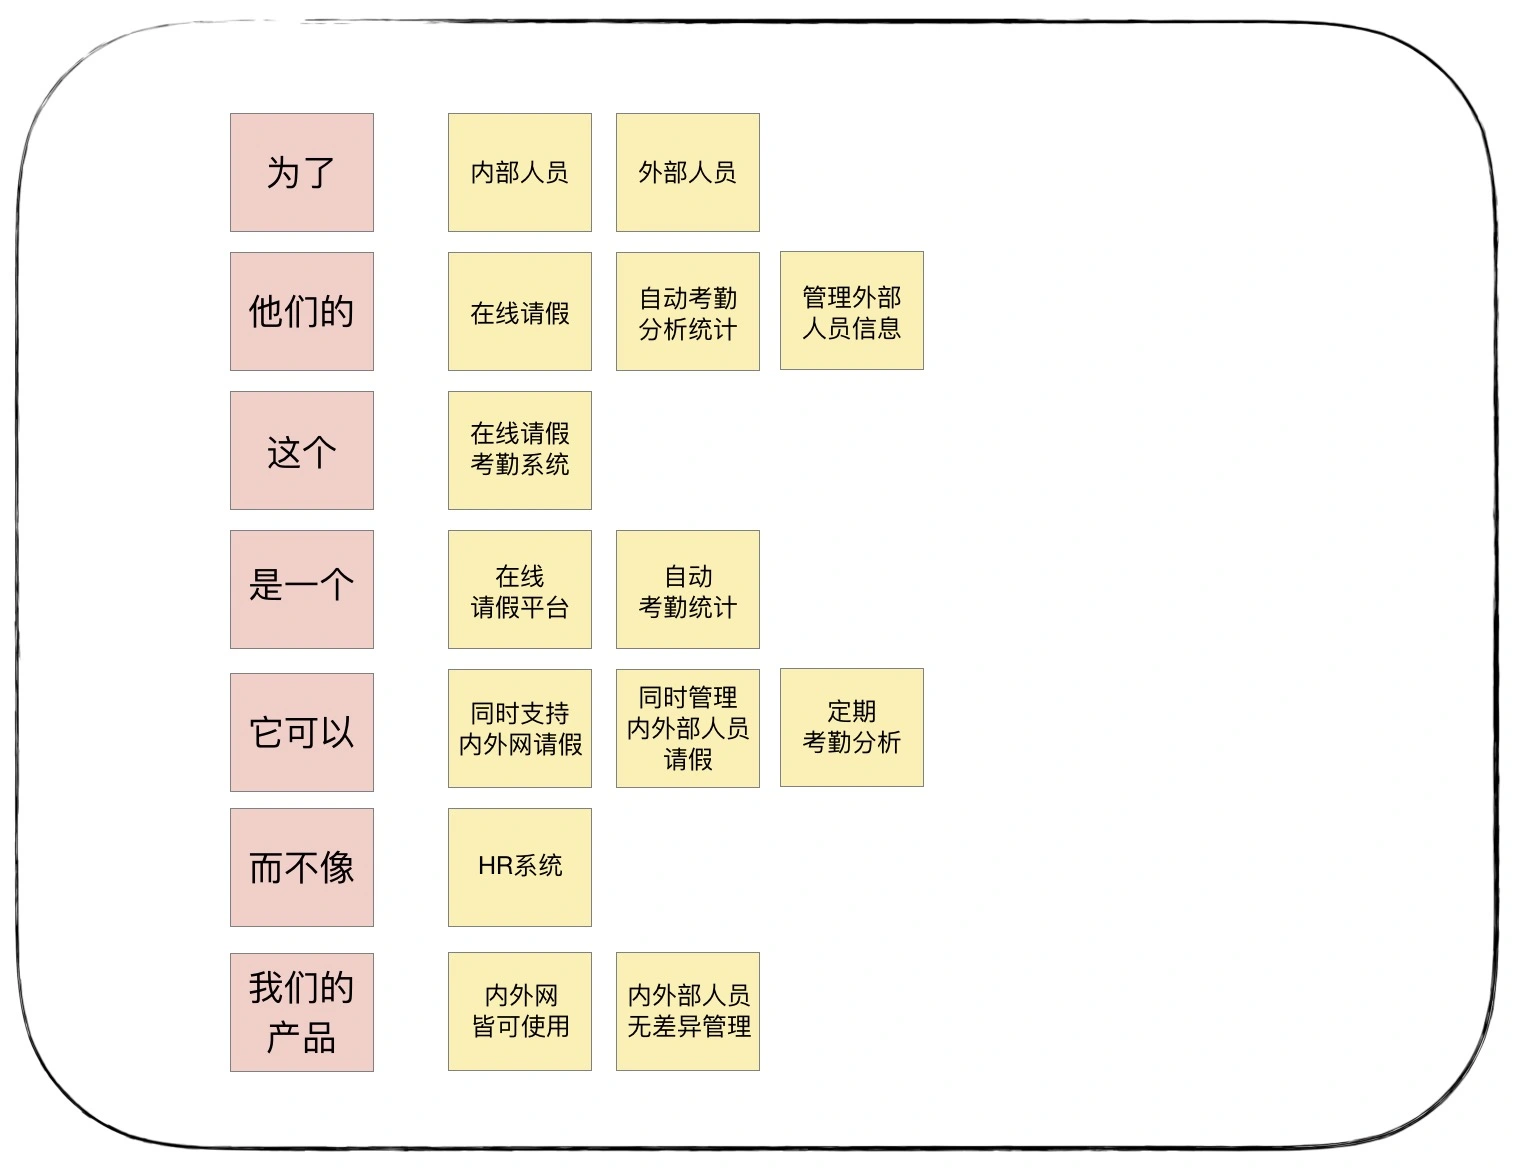 为了
内部人员
外部人员
他们的
在线请假
自动考勤
分析统计
管理外部
人员信息
这个
在线请假
考勤系统
是一个
在线
请假平台
自动
考勤统计
它可以
同时支持
内外网请假
同时管理
内外部人员
请假
定期
考勤分析
而不像
HR系统
我们的
产品
内外网
皆可使用
内外部人员
无差异管理